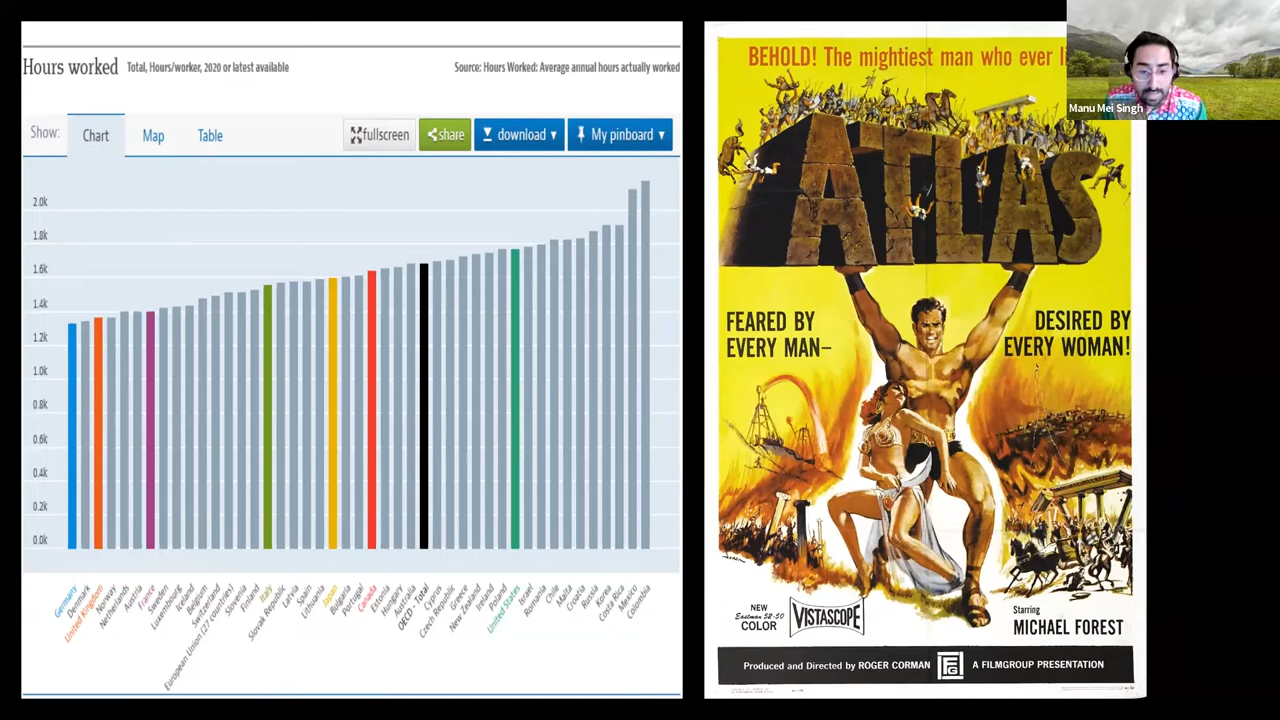 Hours worked Total, Hours/worker, 2020 or latest available Source: Hours Worked: Average annual hours actually worked
Show: Chart Map Table fullscreen share download My pinboard
2.0k
1.8k
1.6k
1.4k
1.2k
1.0k
0.8k
0.6k
0.4k
0.2k
0.0k
Germany
Denmark
United Kingdom
Norway
Netherlands
Austria
France
Sweden
Luxembourg
Iceland
Belgium
Switzerland
European Union (27 countries)
Slovenia
Finland
Italy
Slovak Republic
Latvia
Spain
Lithuania
Japan
Bulgaria
Portugal
Canada
Hungary
OECD - Total
Cyprus
Czech Republic
Greece
New Zealand
Ireland
Poland
United States
Israel
Romania
Chile
Malta
Croatia
Russia
Korea
Costa Rica
Mexico
Colombia
BEHOLD! The mightiest man who ever
Manu Mei Singh
ATLAS
FEARED BY
EVERY MAN–
DESIRED BY
EVERY WOMAN!
NEW
Eastman 52-50
COLOR
VISTASCOPE
Starring
MICHAEL FOREST
Produced and Directed by ROGER CORMAN FG A FILMGROUP PRESENTATION